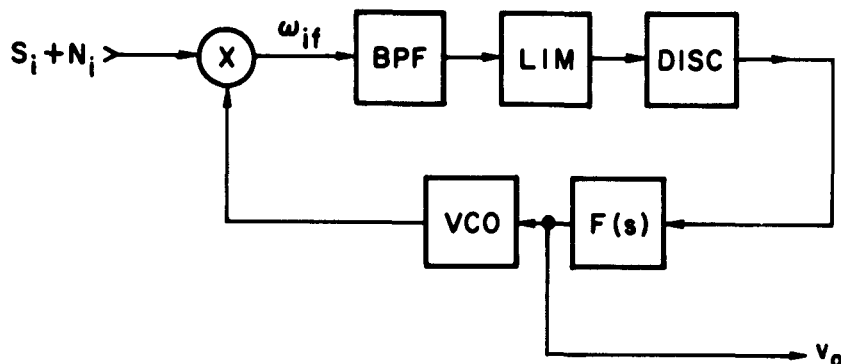 S_i + N_i
X
ω_if
BPF
LIM
DISC
VCO
F(s)
v_o